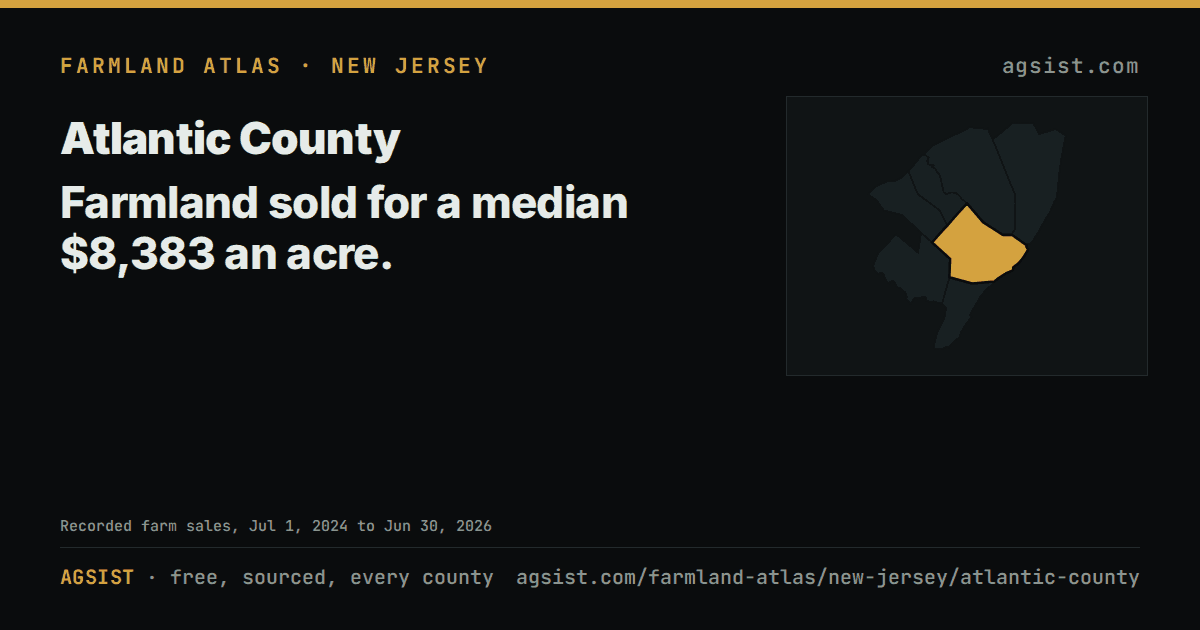 FARMLAND ATLAS · NEW JERSEY
agsist.com
Atlantic County
Farmland sold for a median
$8,383 an acre.
Recorded farm sales, Jul 1, 2024 to Jun 30, 2026
AGSIST · free, sourced, every county
agsist.com/farmland-atlas/new-jersey/atlantic-county